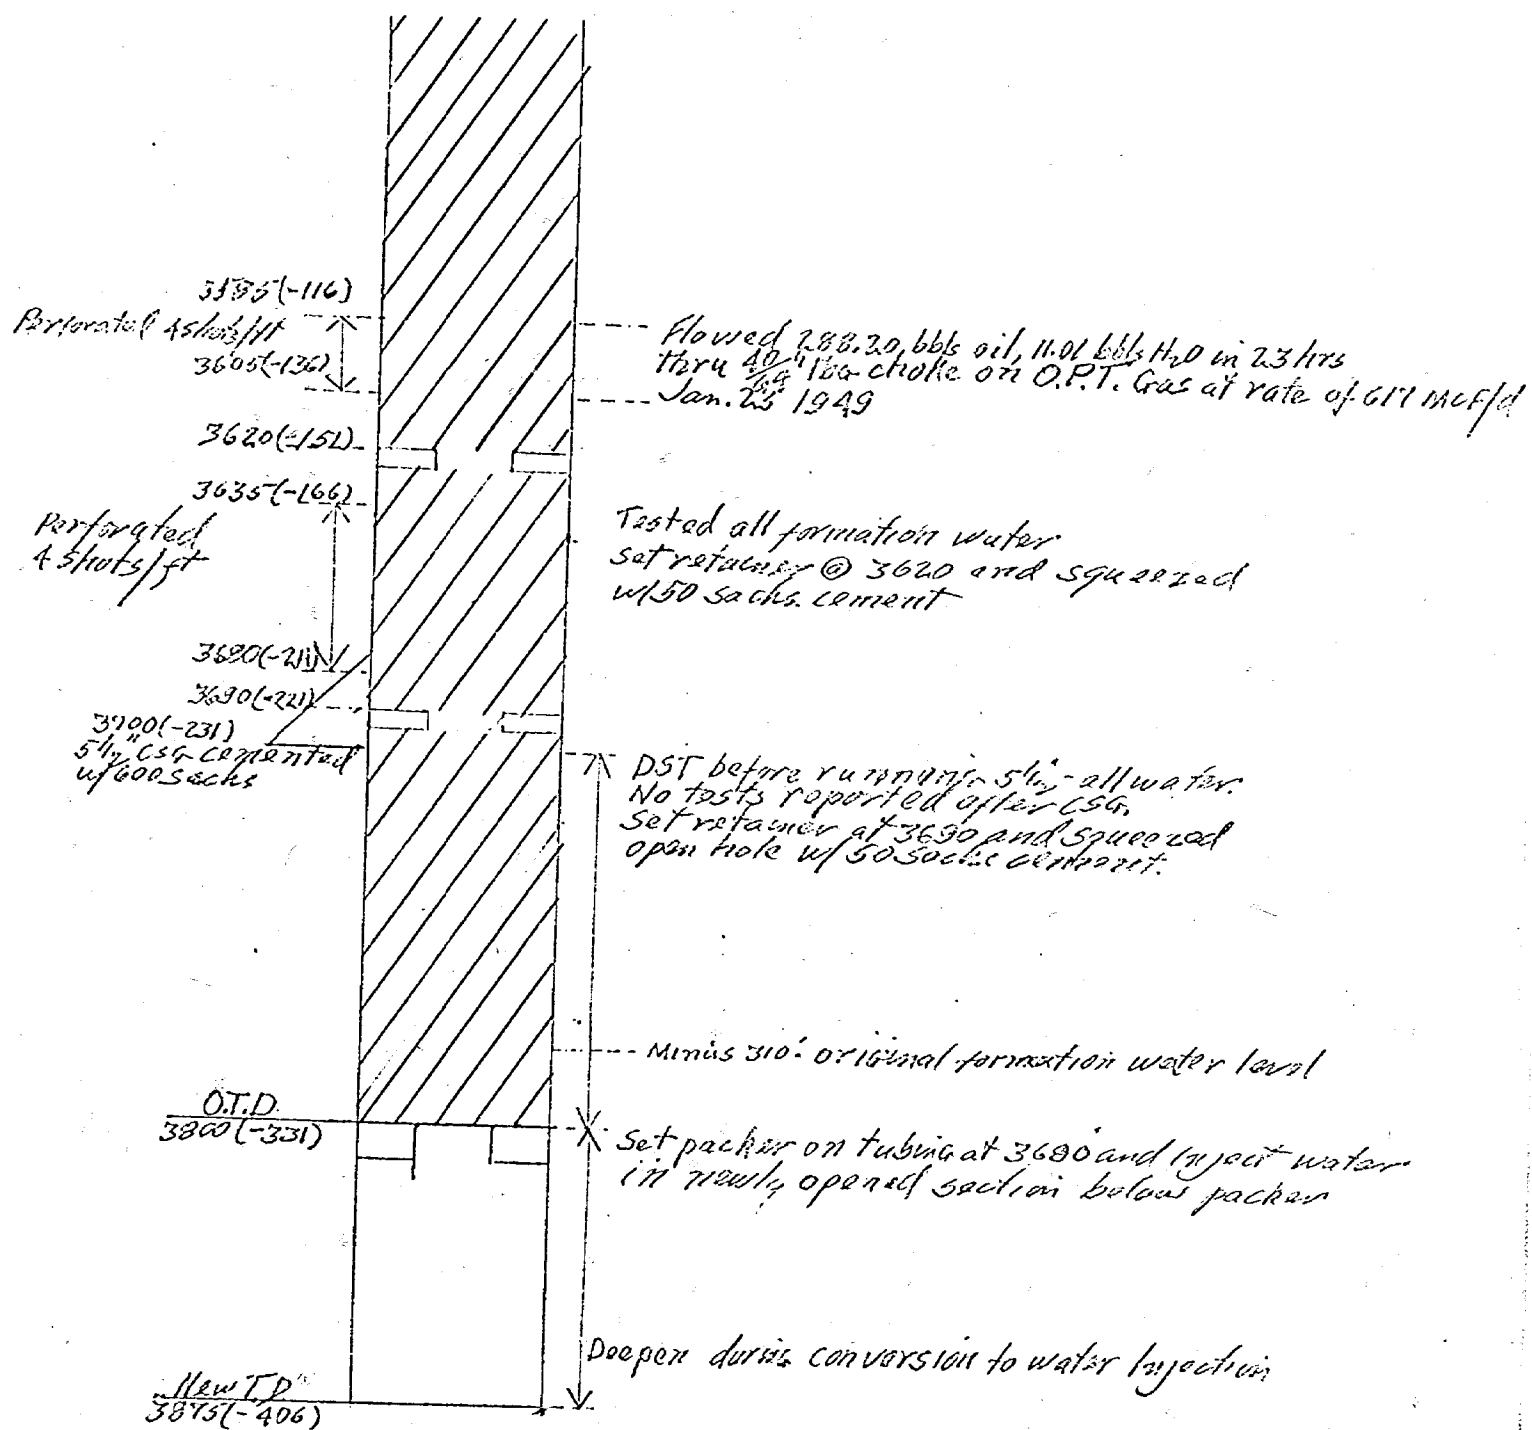 3585(-116)
Perforated 4 shots/ft
3605(-136)
Flowed 288.20 bbls oil, 11.01 bbls H2O in 23 hrs
thru 40/64" choke on O.P.T. Gas at rate of 617 MCF/d
Jan. 25 1949
3620(-151)
3635(-166)
Perforated
4 shots/ft
Tested all formation water
set retainer @ 3620 and squeezed
w/50 sacks cement
3680(-211)
3690(-221)
3700(-231)
5 1/2" CSG cemented
w/600 sacks
DST before running 5 1/2 - all water.
No tests reported after CSG.
Set retainer at 3690 and squeezed
open hole w/ 50 sacks cement.
Minus 310' original formation water level
O.T.D.
3800(-331)
Set packer on tubing at 3680 and Inject water
in newly opened section below packer
Deepen during conversion to water Injection
New T.D.
3875(-406)